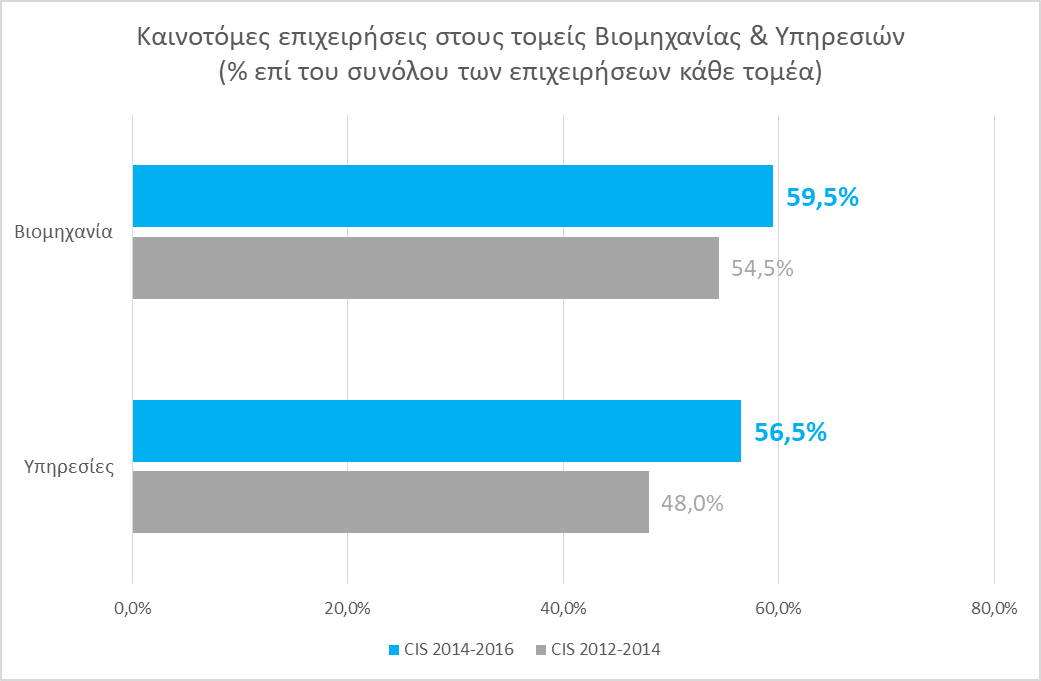 Καινοτόμες επιχειρήσεις στους τομείς Βιομηχανίας & Υπηρεσιών
(% επί του συνόλου των επιχειρήσεων κάθε τομέα)
59,5%
Βιομηχανία
54,5%
56,5%
Υπηρεσίες
48,0%
0,0% 20,0% 40,0% 60,0% 80,0%
CIS 2014-2016 CIS 2012-2014